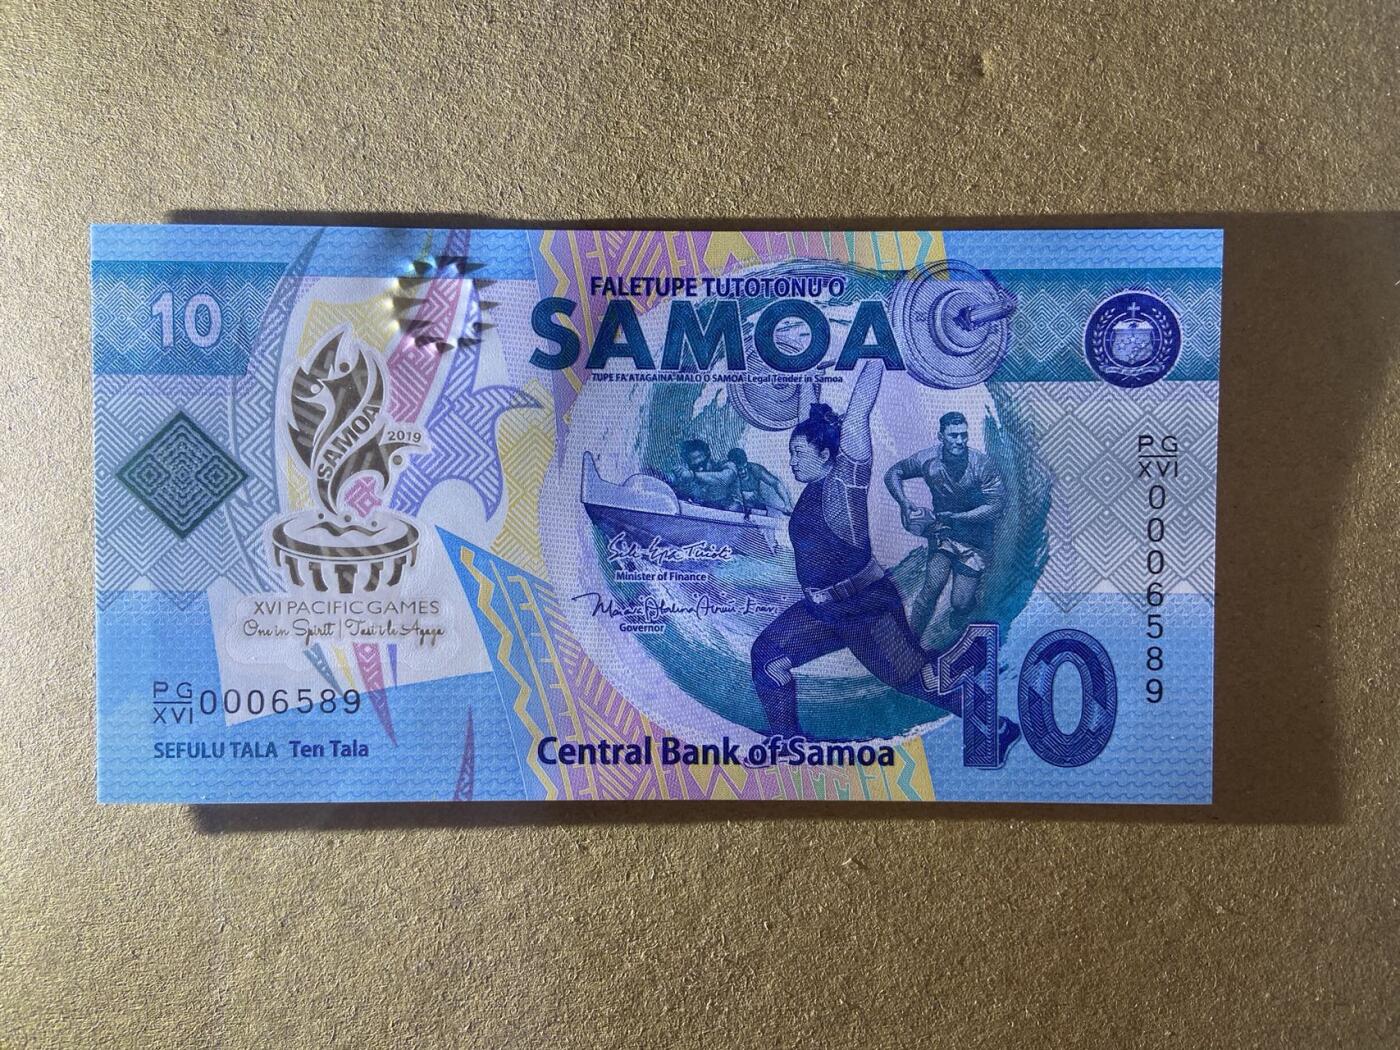 10
FALETUPE TUTOTONU O
SAMOA
TUPE FA'ATAGAINA MALO O SAMOA Legal Tender in Samoa
SAMOA
2019
PG
XVI
0006589
Minister of Finance
Governor
XVI PACIFIC GAMES
One in Spirit | Tasi i le Agaga
10
PG
XVI 0006589
SEFULU TALA Ten Tala
Central Bank of Samoa